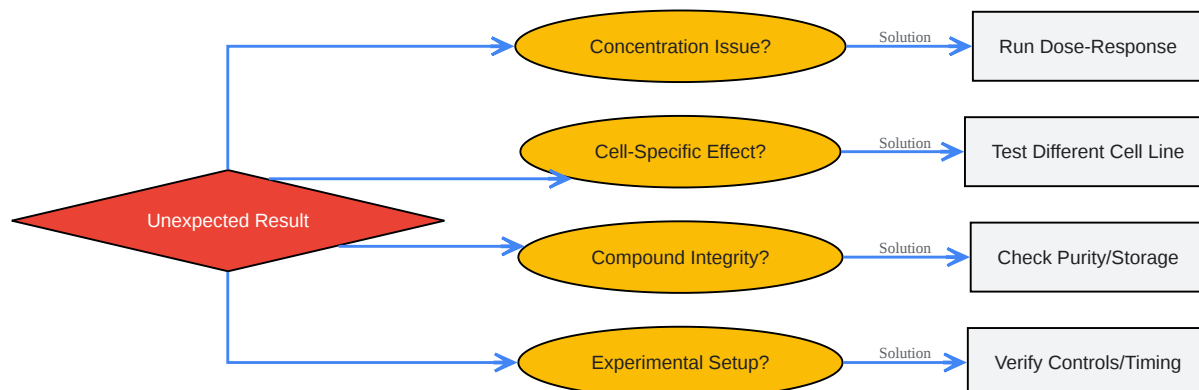 Concentration Issue?
Solution
Run Dose-Response
Cell-Specific Effect?
Solution
Test Different Cell Line
Unexpected Result
Compound Integrity?
Solution
Check Purity/Storage
Experimental Setup?
Solution
Verify Controls/Timing